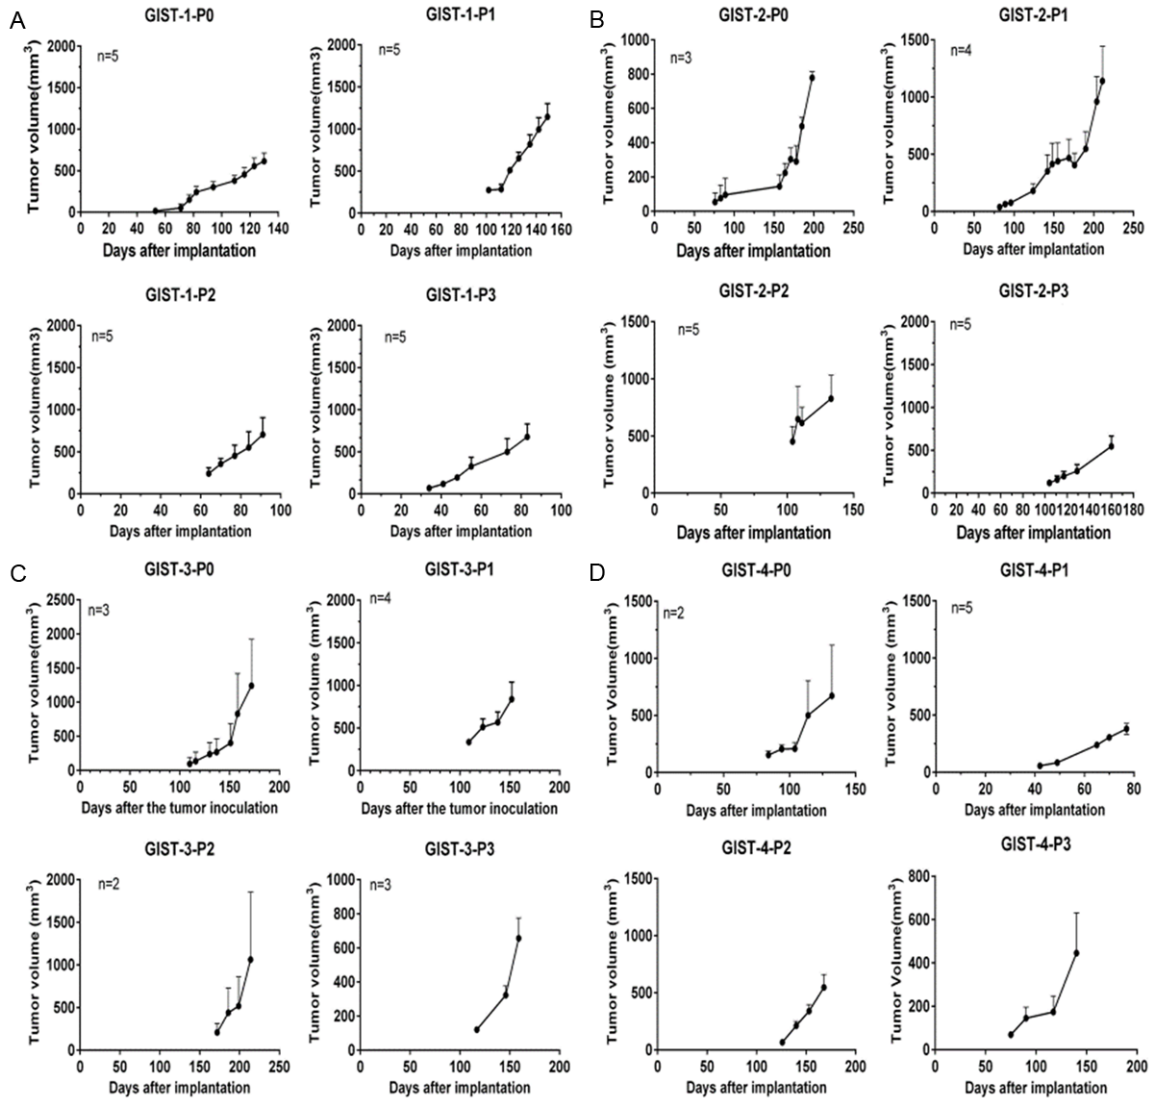 A
GIST-1-P0
Tumor volume(mm3)
n=5
2000
1500
1000
500
0
0 20 40 60 80 100 120 140
Days after implantation
GIST-1-P1
Tumor volume(mm3)
n=5
2000
1500
1000
500
0
0 20 40 60 80 100 120 140 160
Days after implantation
B
GIST-2-P0
Tumor volume(mm3)
n=3
1000
800
600
400
200
0
0 50 100 150 200 250
Days after implantation
GIST-2-P1
Tumor volume(mm3)
n=4
1500
1000
500
0
0 50 100 150 200 250
Days after implantation
GIST-1-P2
Tumor volume(mm3)
n=5
2000
1500
1000
500
0
0 20 40 60 80 100
Days after implantation
GIST-1-P3
Tumor volume(mm3)
n=5
2000
1500
1000
500
0
0 20 40 60 80 100
Days after implantation
GIST-2-P2
Tumor volume (mm3)
n=5
1500
1000
500
0
0 50 100 150
Days after implantation
GIST-2-P3
Tumor volume(mm3)
n=5
2000
1500
1000
500
0
0 20 40 60 80 100 120 140 160 180
Days after implantation
C
GIST-3-P0
Tumor volume(mm3)
n=3
2500
2000
1500
1000
500
0
0 50 100 150 200
Days after the tumor inoculation
GIST-3-P1
Tumor volume (mm3)
n=4
2000
1500
1000
500
0
0 50 100 150 200
Days after the tumor inoculation
D
GIST-4-P0
Tumor Volume (mm3)
n=2
1500
1000
500
0
0 50 100 150
Days after implantation
GIST-4-P1
Tumor Volume (mm3)
n=5
1500
1000
500
0
0 20 40 60 80
Days after implantation
GIST-3-P2
Tumor volume (mm3)
n=2
2000
1500
1000
500
0
0 50 100 150 200 250
Days after implantation
GIST-3-P3
Tumor volume (mm3)
n=3
1000
800
600
400
200
0
0 50 100 150 200
Days after implantation
GIST-4-P2
Tumor volume (mm3)
1500
1000
500
0
0 50 100 150 200
Days after implantation
GIST-4-P3
Tumor Volume(mm3)
800
600
400
200
0
0 50 100 150 200
Days after implantation